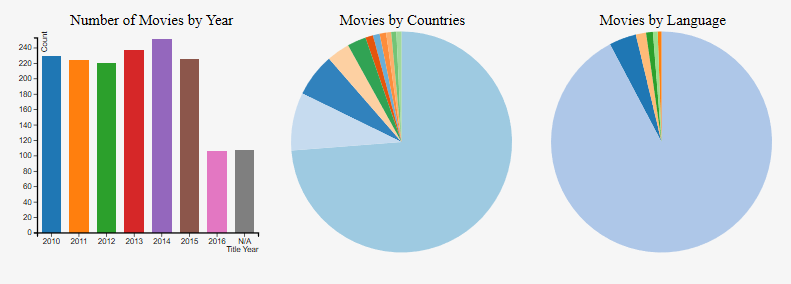 Number of Movies by Year
Movies by Countries
Movies by Language
Count
240
220
200
180
160
140
120
100
80
60
40
20
0
2010 2011 2012 2013 2014 2015 2016 N/A
Title Year